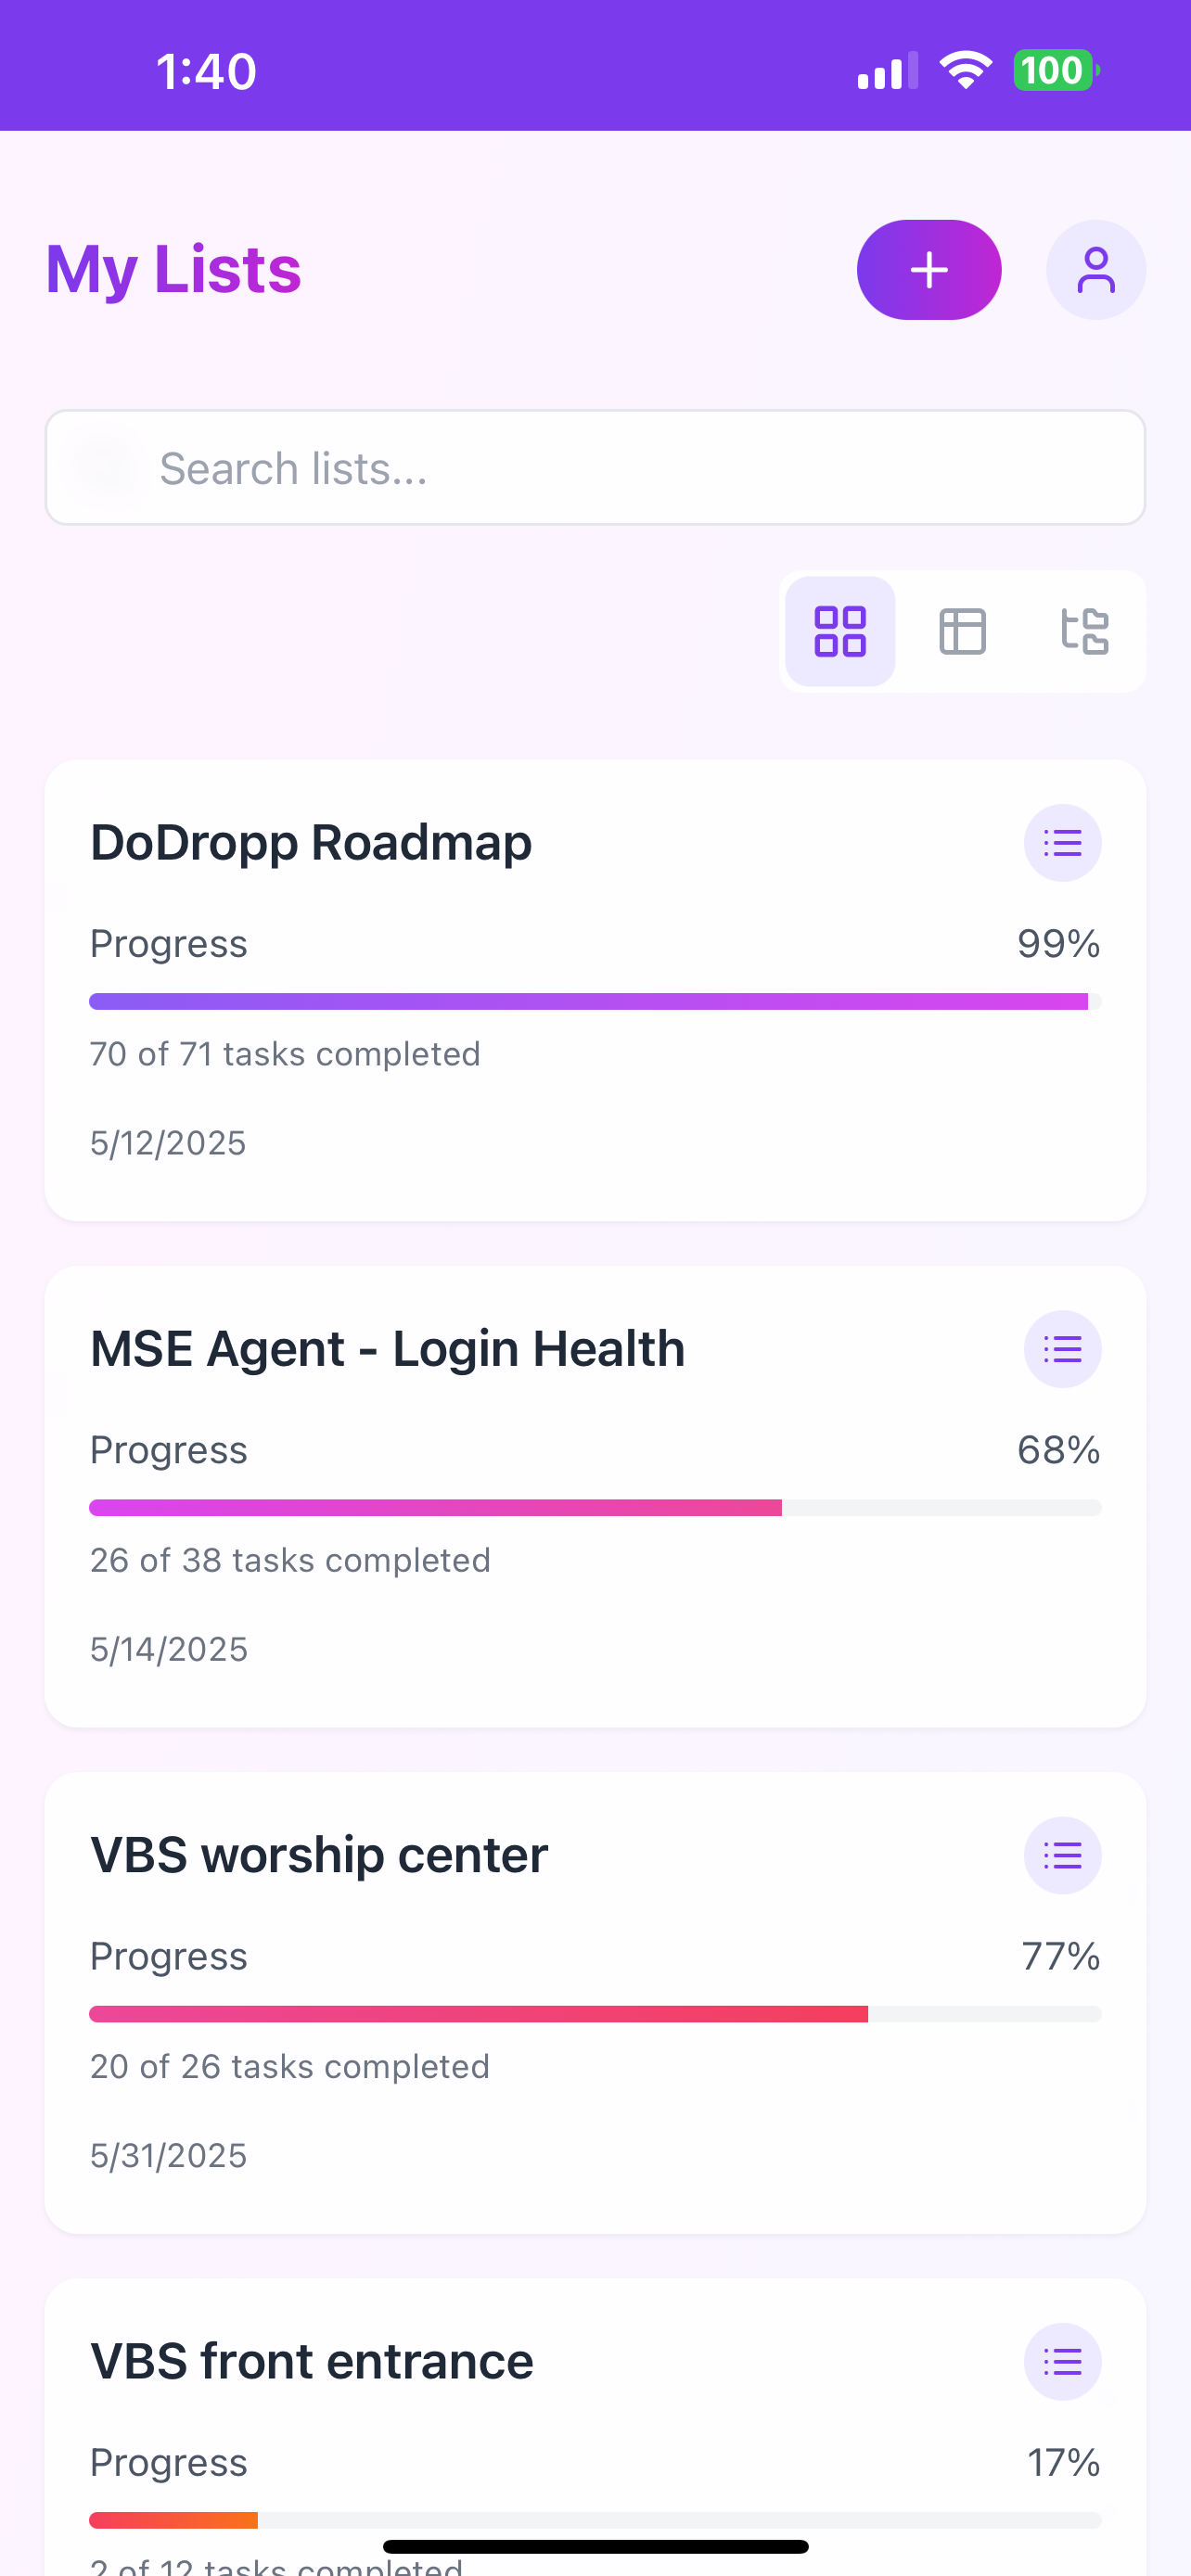 1:40
100
My Lists
Search lists...
DoDropp Roadmap
Progress
99%
70 of 71 tasks completed
5/12/2025
MSE Agent - Login Health
Progress
68%
26 of 38 tasks completed
5/14/2025
VBS worship center
Progress
77%
20 of 26 tasks completed
5/31/2025
VBS front entrance
Progress
17%
2 of 12 tasks completed